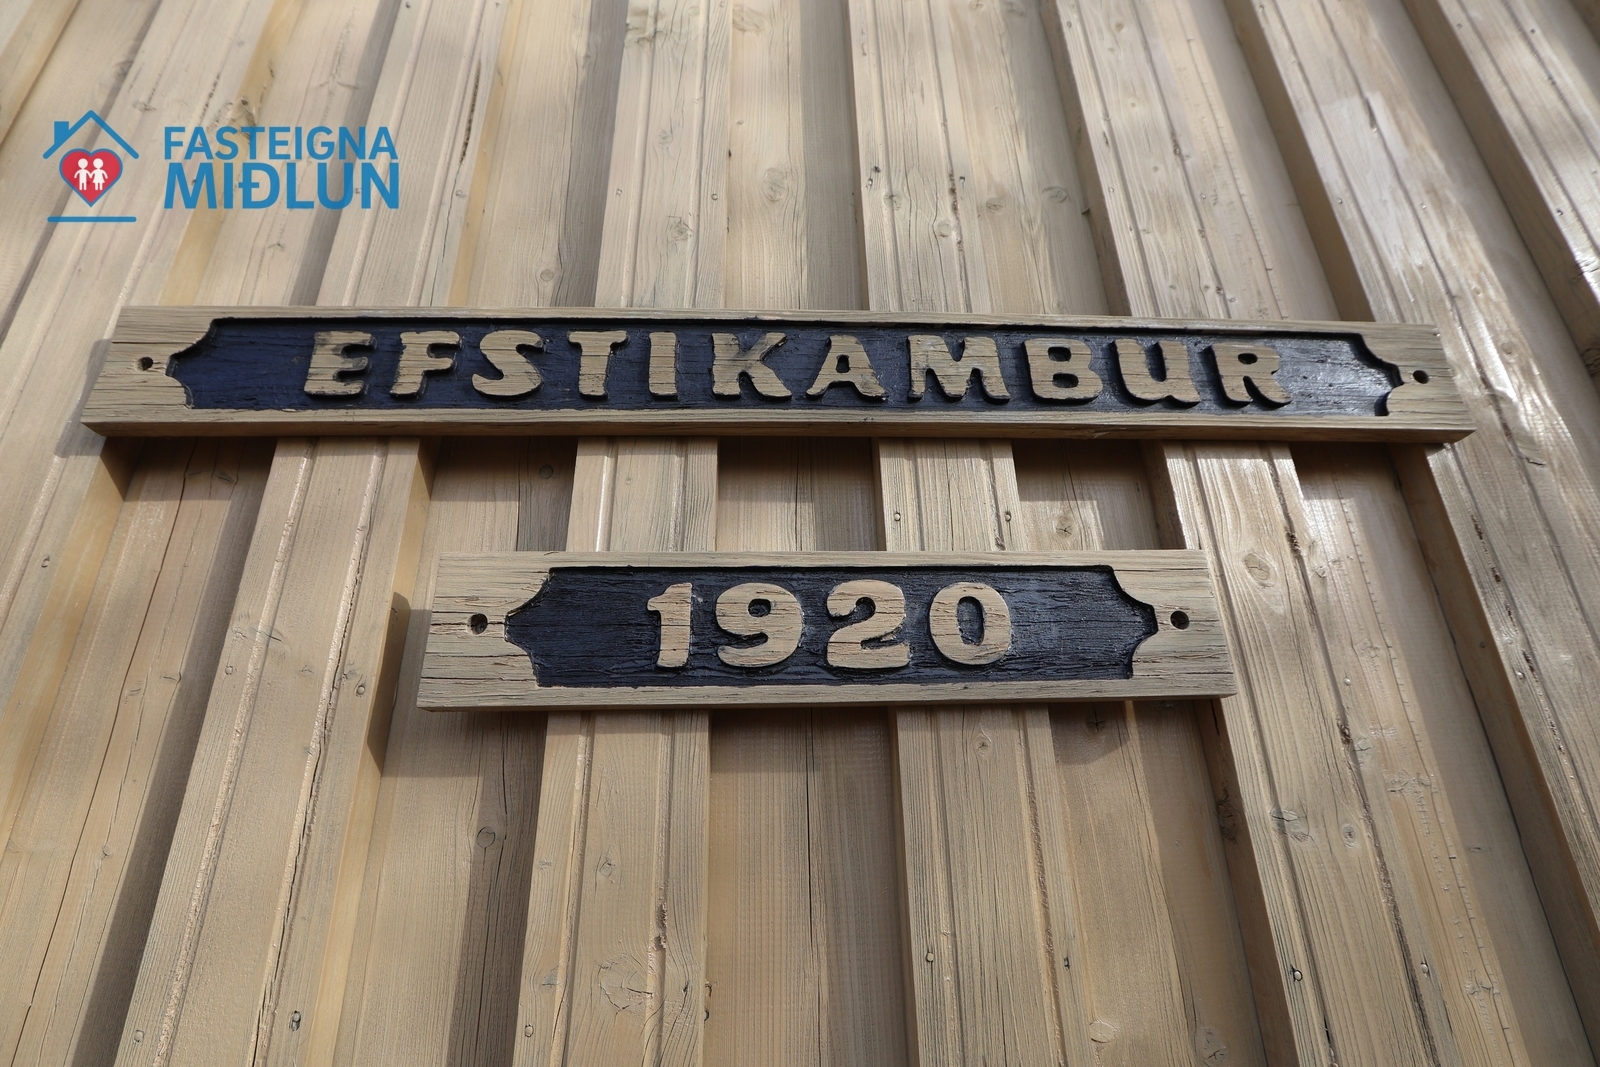 FASTEIGNA
MIÐLUN
EFSTIKAMBUR
1920